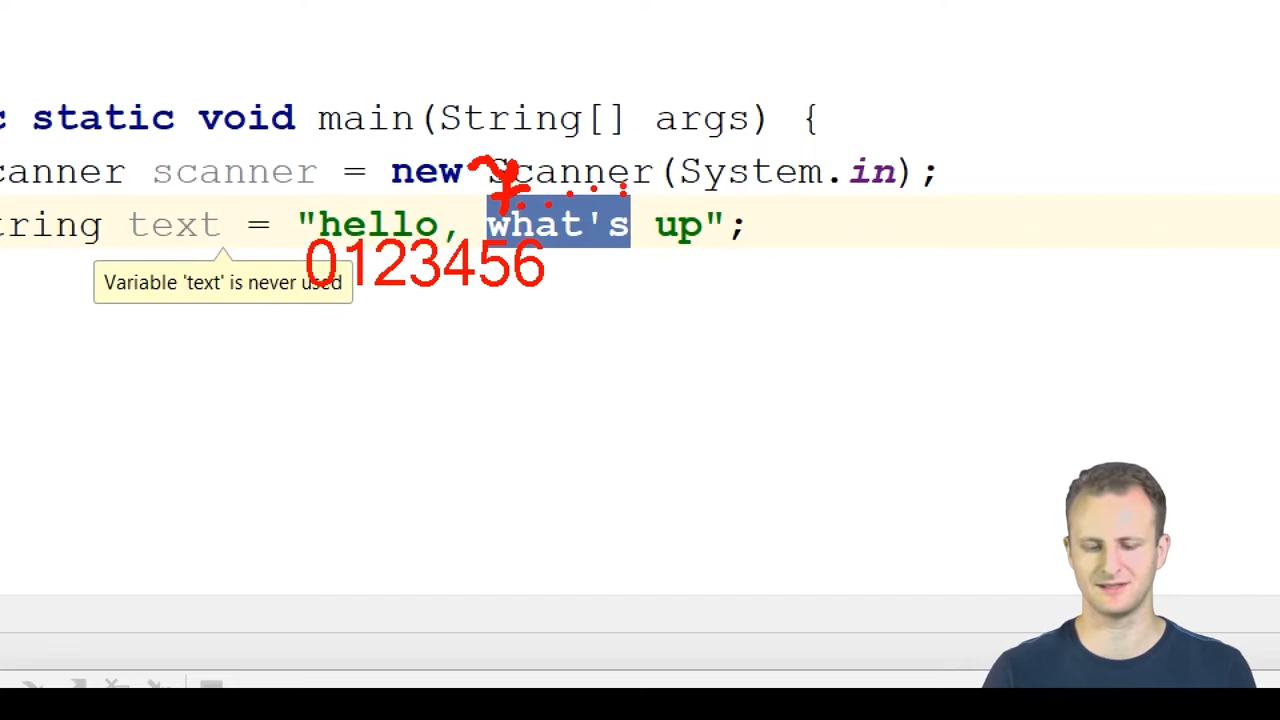 c static void main(String[] args) {
canner scanner = new Scanner(System.in);
tring text = "hello, what's up";
0123456
Variable 'text' is never used